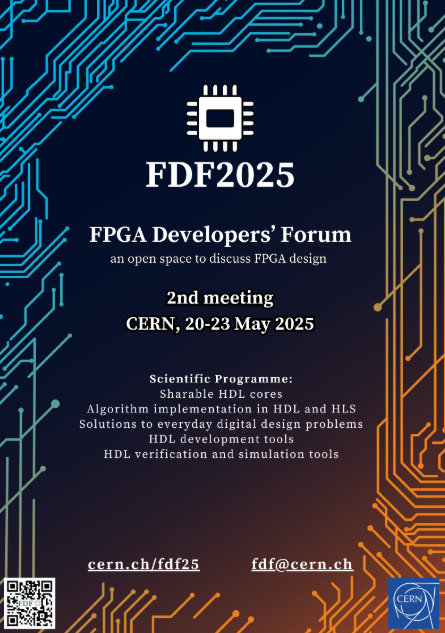 FDF2025
FPGA Developers' Forum
an open space to discuss FPGA design
2nd meeting
CERN, 20-23 May 2025
Scientific Programme:
Sharable HDL cores
Algorithm implementation in HDL and HLS
Solutions to everyday digital design problems
HDL development tools
HDL verification and simulation tools
cern.ch/fdf25 fdf@cern.ch
FDF
CERN